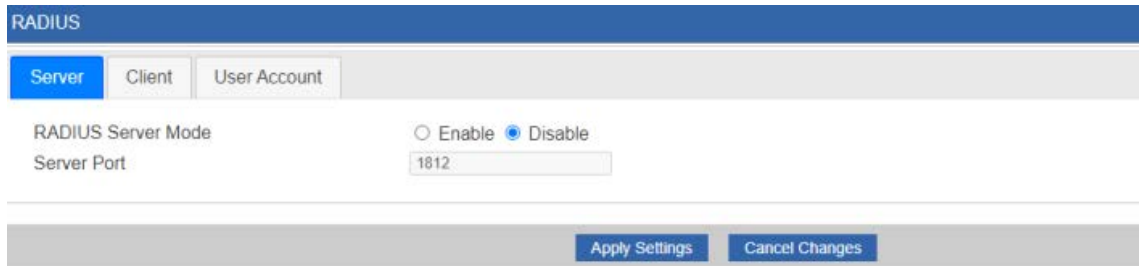 RADIUS
Server Client User Account
RADIUS Server Mode Enable Disable
Server Port 1812
Apply Settings Cancel Changes